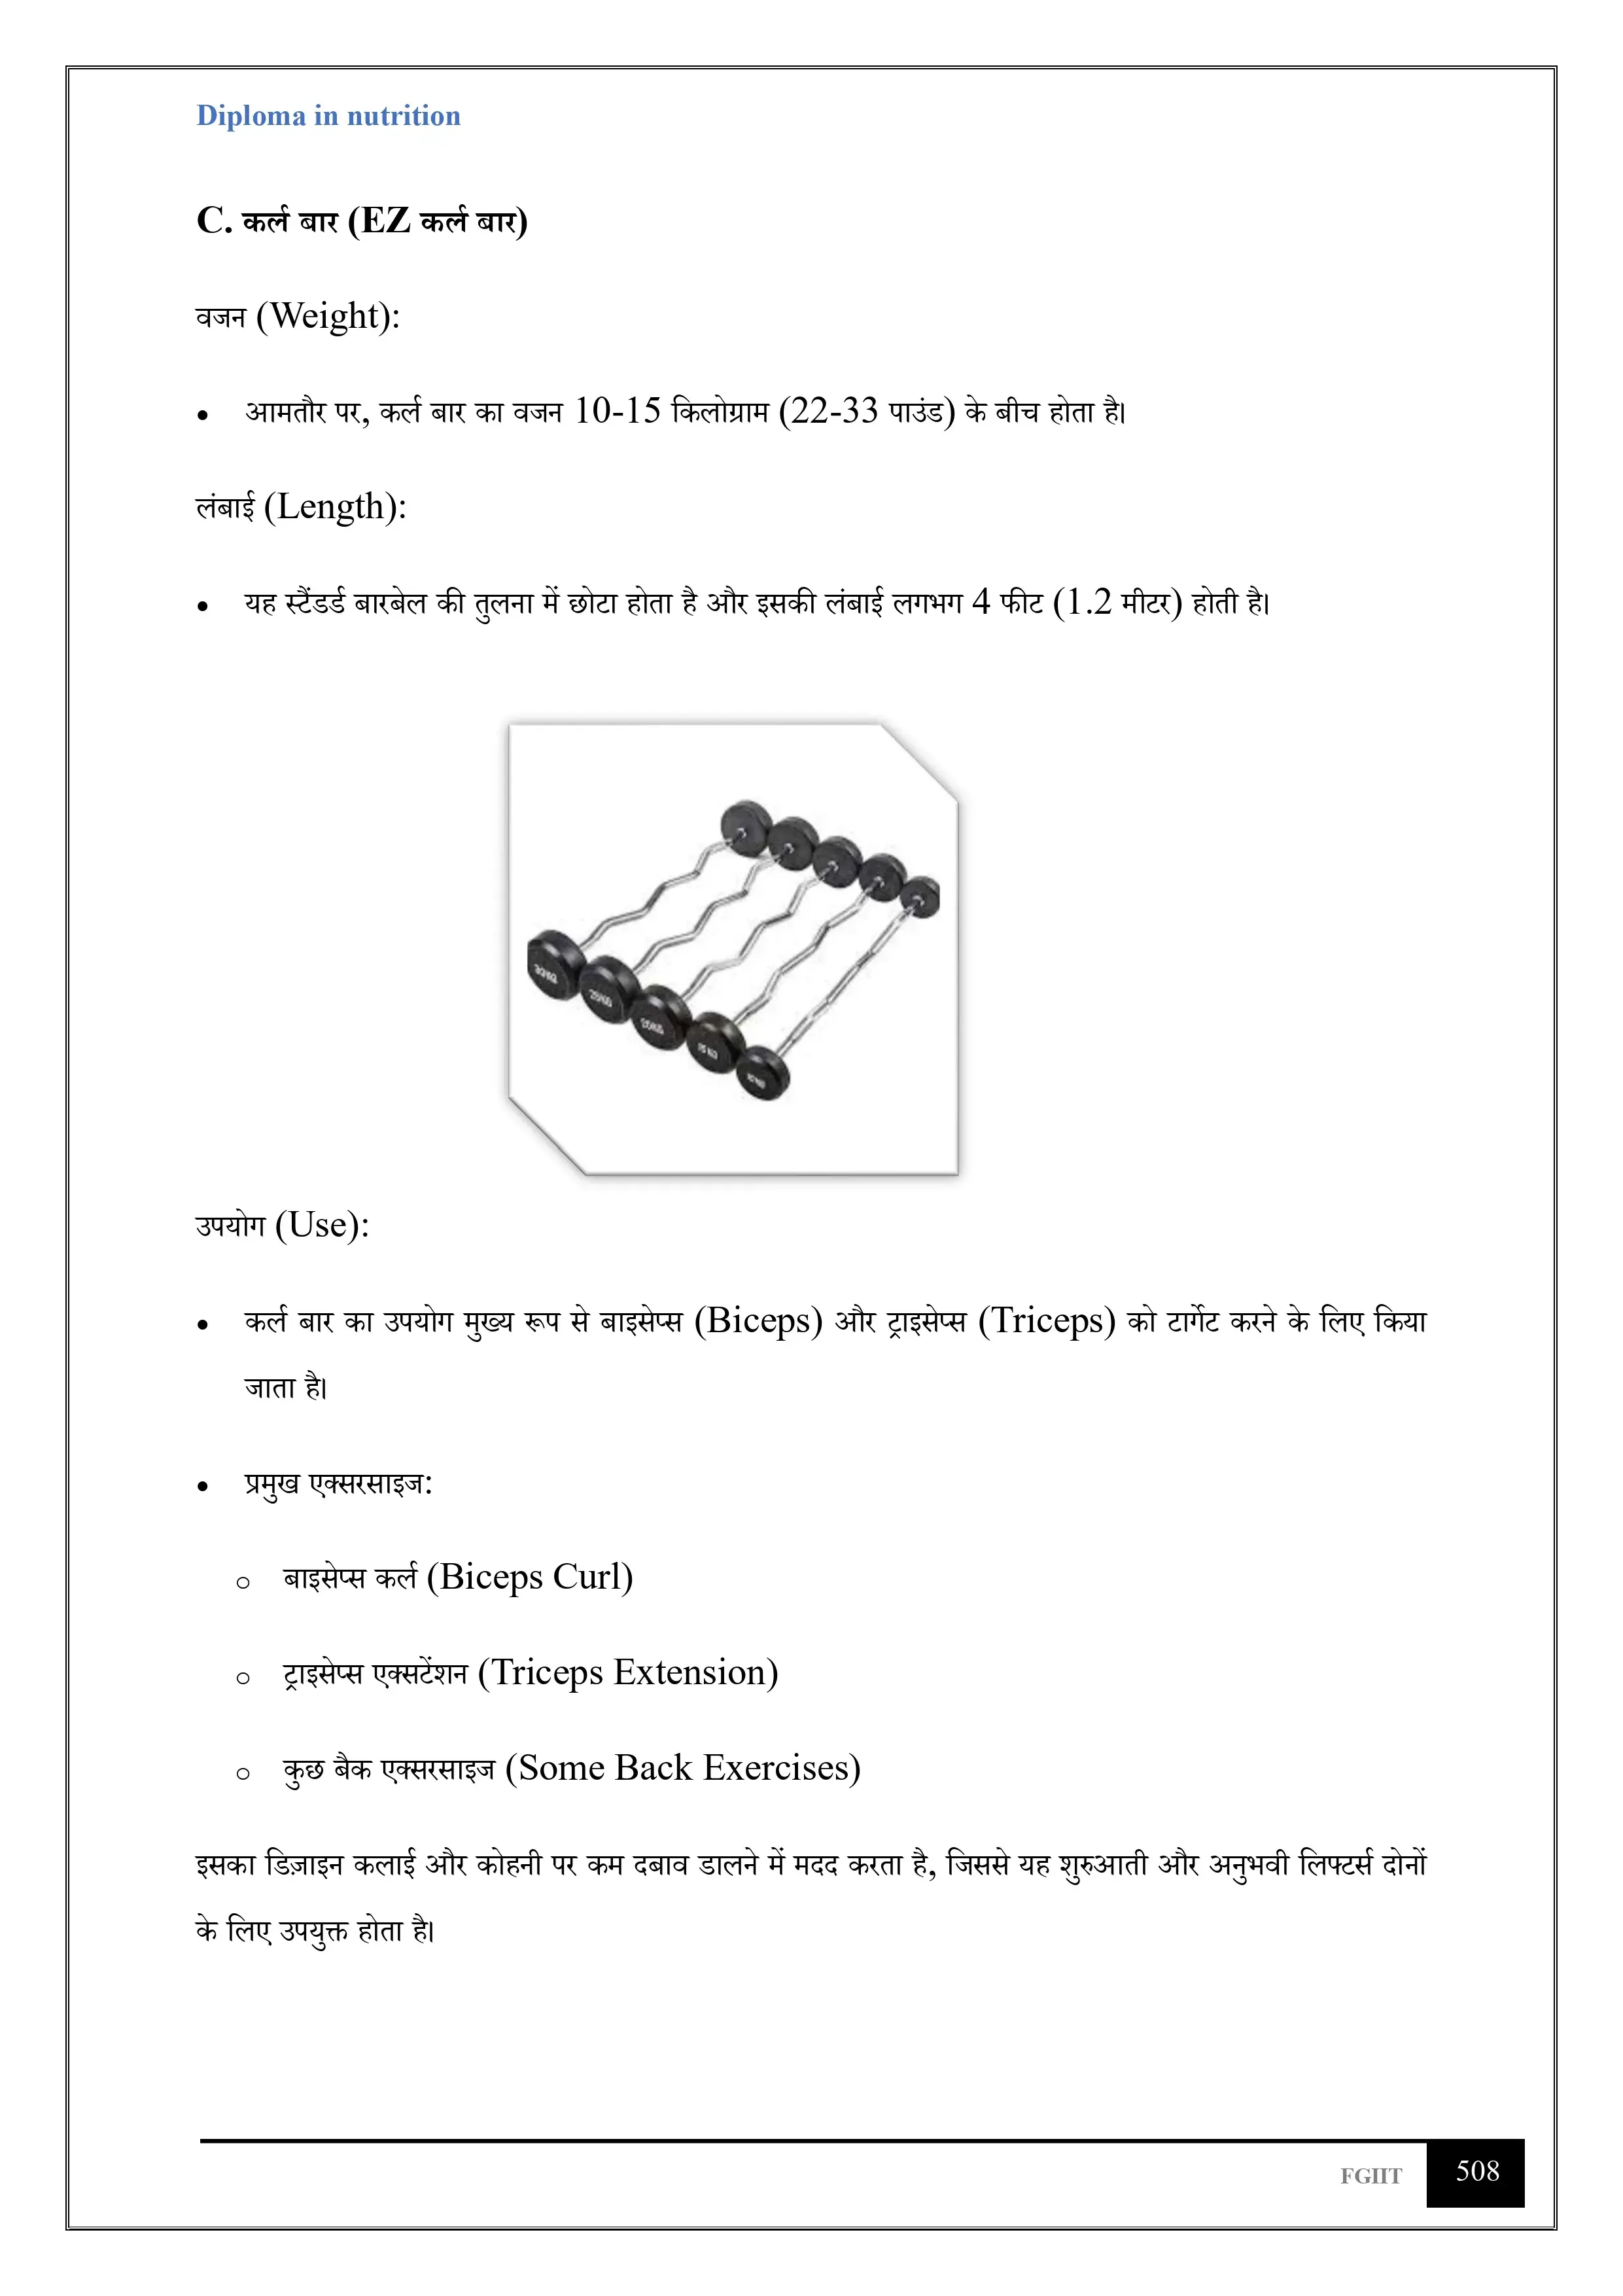 Diploma in nutrition
C. कर्ल बार (EZ कर्ल बार)
वजन (Weight):
• आमतौर पर, कर्ल बार का वजन 10-15 किलोग्राम (22-33 पाउंड) के बीच होता है।
लंबाई (Length):
• यह स्टैंडर्ड बारबेल की तुलना में छोटा होता है और इसकी लंबाई लगभग 4 फीट (1.2 मीटर) होती है।
15 KG
उपयोग (Use):
• कर्ल बार का उपयोग मुख्य रूप से बाइसेप्स (Biceps) और ट्राइसेप्स (Triceps) को टार्गेट करने के लिए किया
जाता है।
• प्रमुख एक्सरसाइज:
o बाइसेप्स कर्ल (Biceps Curl)
o ट्राइसेप्स एक्सटेंशन (Triceps Extension)
o कुछ बैक एक्सरसाइज (Some Back Exercises)
इसका डिज़ाइन कलाई और कोहनी पर कम दबाव डालने में मदद करता है, जिससे यह शुरुआती और अनुभवी लिफ्टर्स दोनों
के लिए उपयुक्त होता है।
FGIIT 508